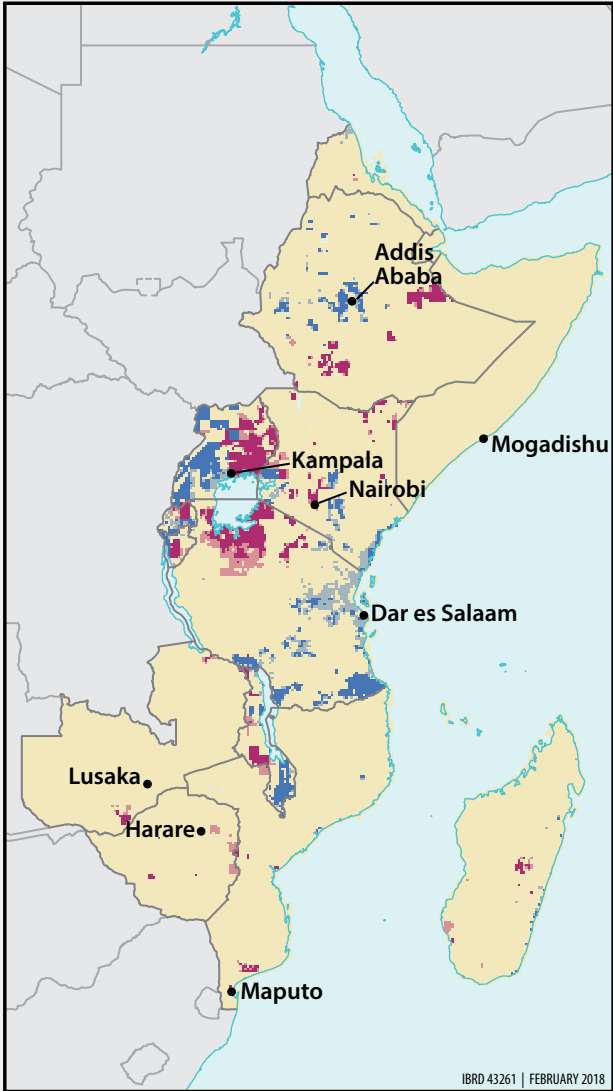 Addis
Ababa
Mogadishu
Kampala
Nairobi
Dar es Salaam
Lusaka
Harare
Maputo
IBRD 43261 | FEBRUARY 2018